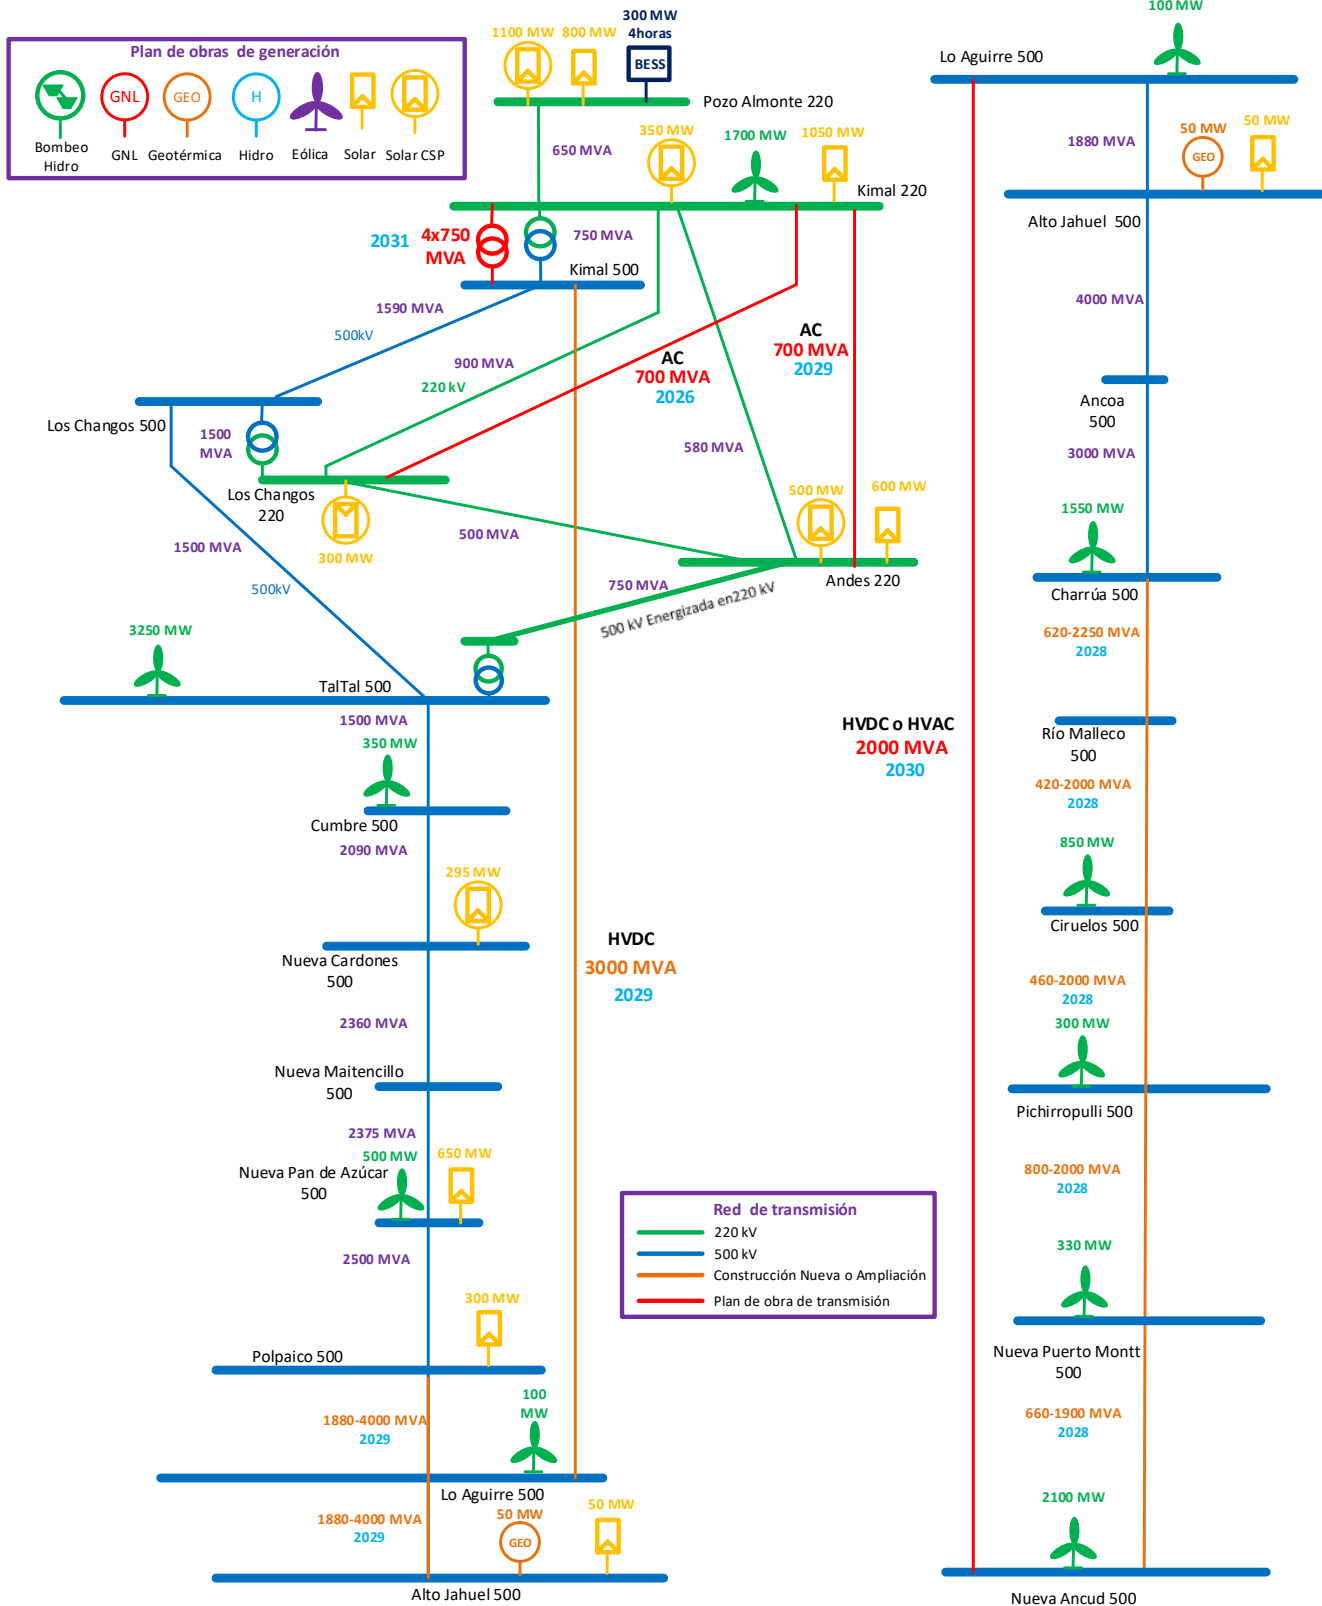 Plan de obras de generación
GNL
GEO
H
Bombeo
Hidro
GNL
Geotérmica
Hidro
Eólica
Solar
Solar CSP
1100 MW
800 MW
300 MW
4horas
BESS
Pozo Almonte 220
650 MVA
350 MW
1700 MW
1050 MW
Kimal 220
2031
4x750
MVA
750 MVA
Kimal 500
1590 MVA
500kV
900 MVA
220 kV
AC
700 MVA
2026
AC
700 MVA
2029
Los Changos 500
1500
MVA
580 MVA
Los Changos
220
300 MW
500 MVA
500 MW
600 MW
Andes 220
1500 MVA
500kV
750 MVA
500 kV Energizada en220 kV
3250 MW
TalTal 500
1500 MVA
350 MW
Cumbre 500
2090 MVA
295 MW
Nueva Cardones
500
HVDC
3000 MVA
2029
2360 MVA
Nueva Maitencillo
500
2375 MVA
500 MW
650 MW
Nueva Pan de Azúcar
500
2500 MVA
300 MW
Polpaico 500
1880-4000 MVA
2029
100
MW
Lo Aguirre 500
1880-4000 MVA
2029
50 MW
GEO
50 MW
Alto Jahuel 500
Red de transmisión
220 kV
500 kV
Construcción Nueva o Ampliación
Plan de obra de transmisión
100 MW
Lo Aguirre 500
1880 MVA
50 MW
GEO
50 MW
Alto Jahuel 500
4000 MVA
Ancoa
500
3000 MVA
1550 MW
Charrúa 500
620-2250 MVA
2028
HVDC o HVAC
2000 MVA
2030
Río Malleco
500
420-2000 MVA
2028
850 MW
Ciruelos 500
460-2000 MVA
2028
300 MW
Pichirropulli 500
800-2000 MVA
2028
330 MW
Nueva Puerto Montt
500
660-1900 MVA
2028
2100 MW
Nueva Ancud 500